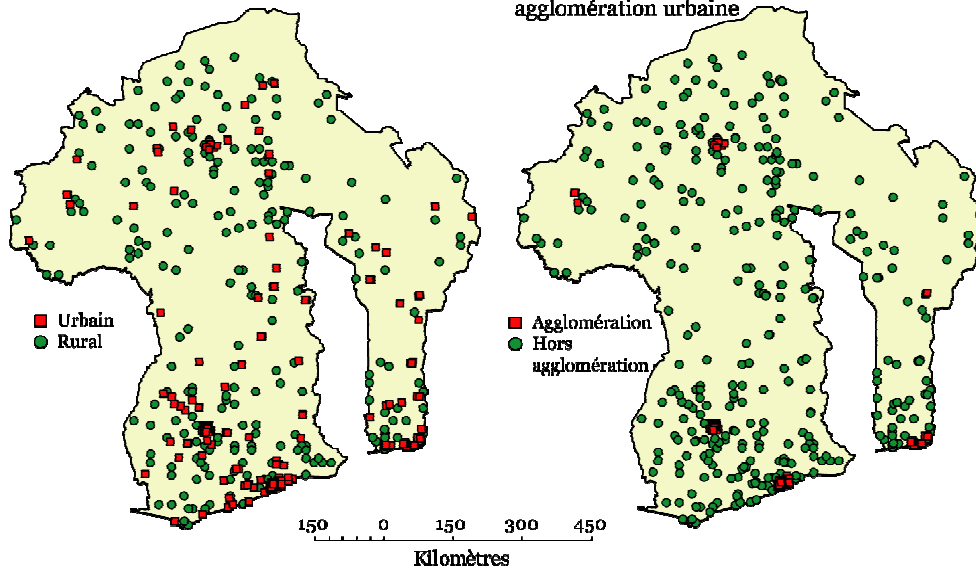 agglomération urbaine
Urbain
Rural
Agglomération
Hors
agglomération
150 0 150 300 450
Kilomètres